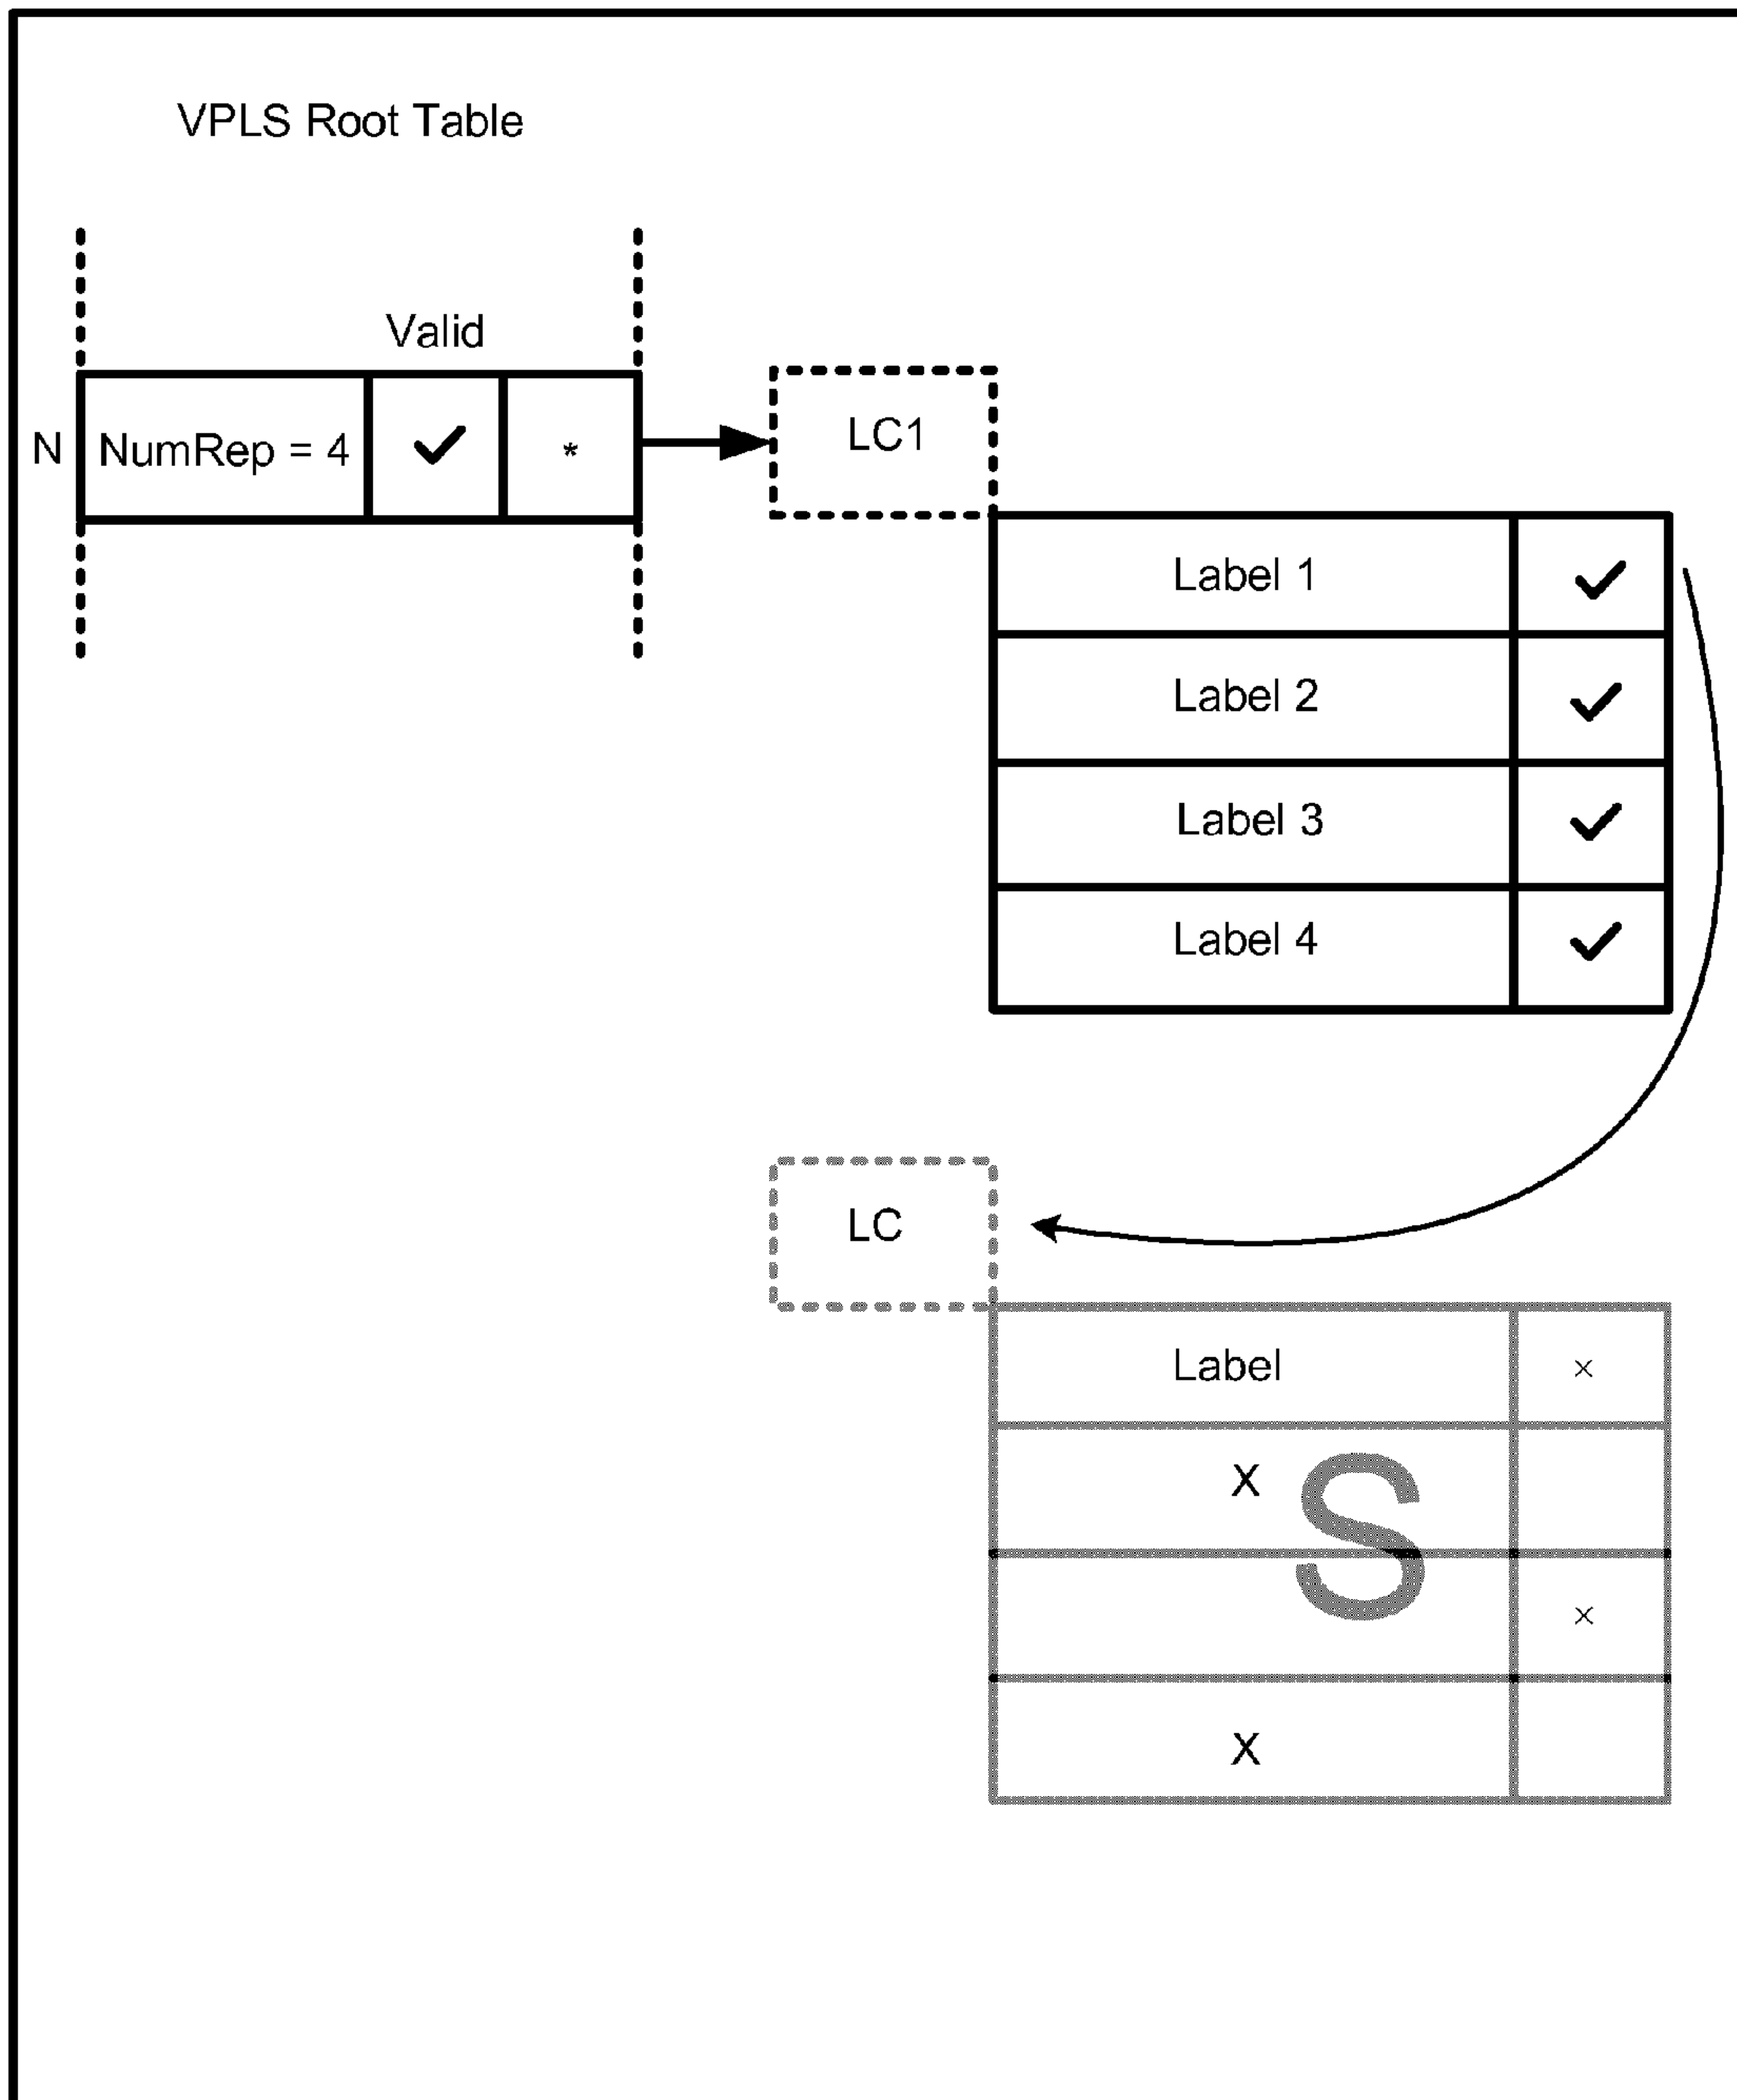 VPLS Root Table
Valid
N NumRep = 4 ✓ *
LC1
Label 1 ✓
Label 2 ✓
Label 3 ✓
Label 4 ✓
LC
Label ×
X
S
×
X